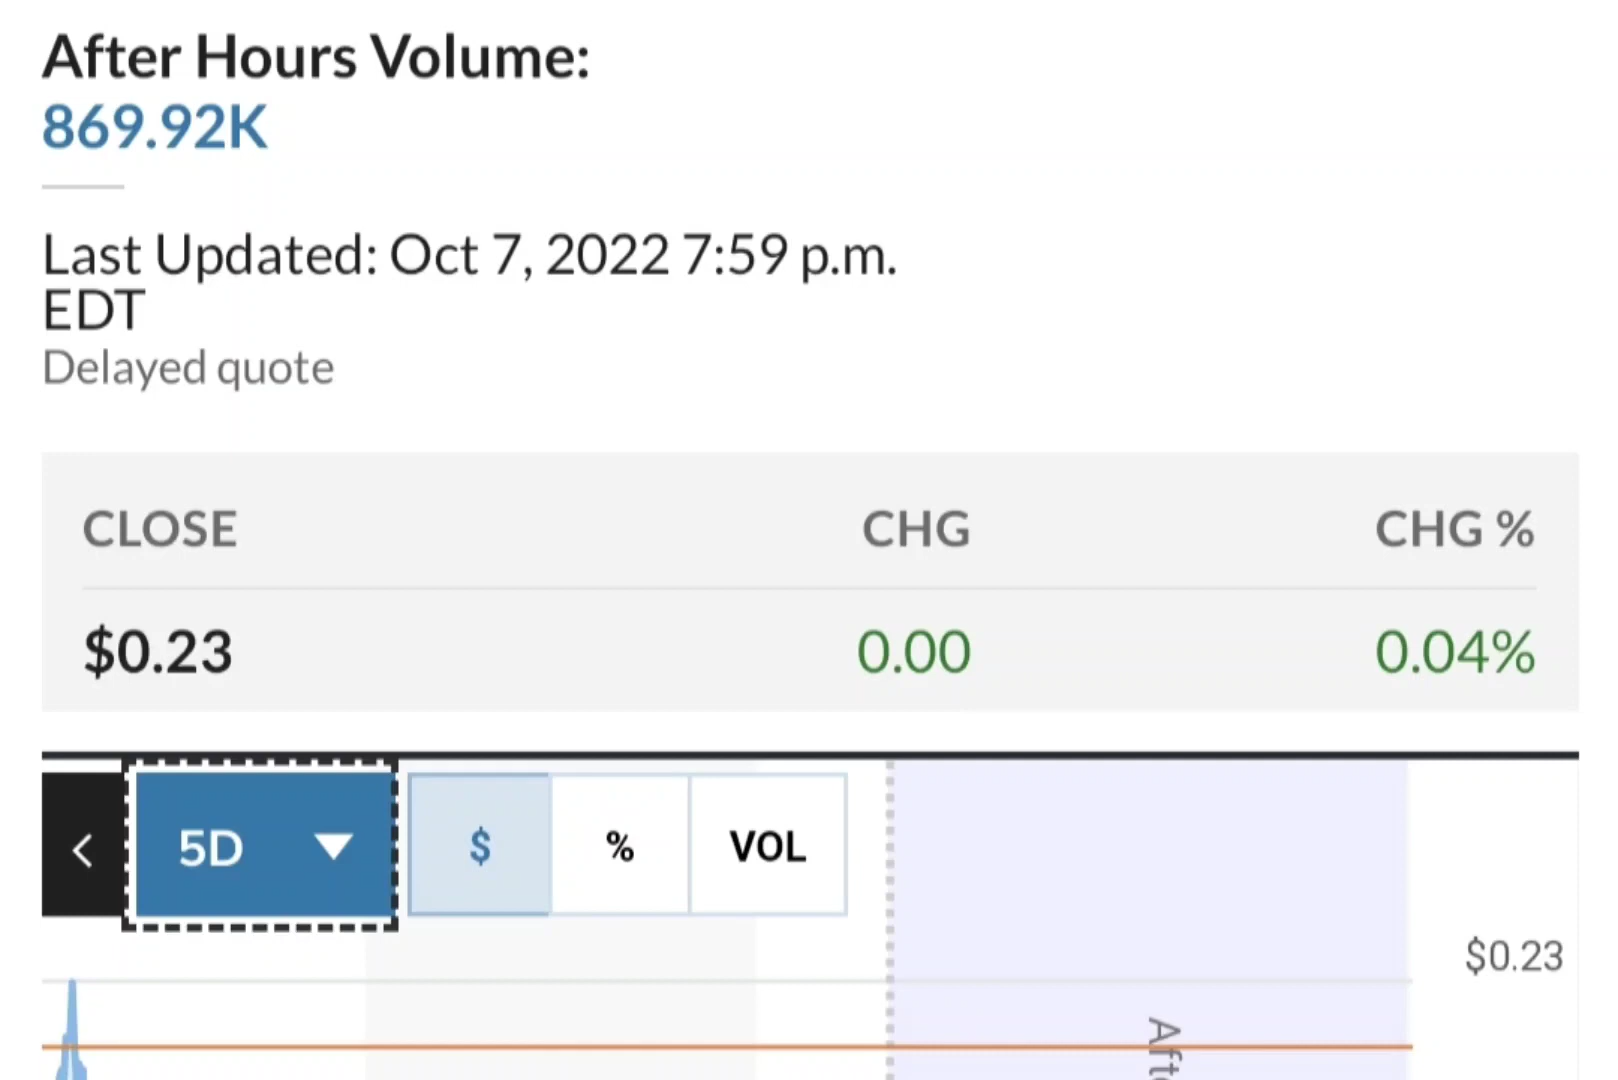 After Hours Volume:
869.92K
Last Updated: Oct 7, 2022 7:59 p.m.
EDT
Delayed quote
CLOSE CHG CHG %
$0.23 0.00 0.04%
5D $ % VOL
$0.23